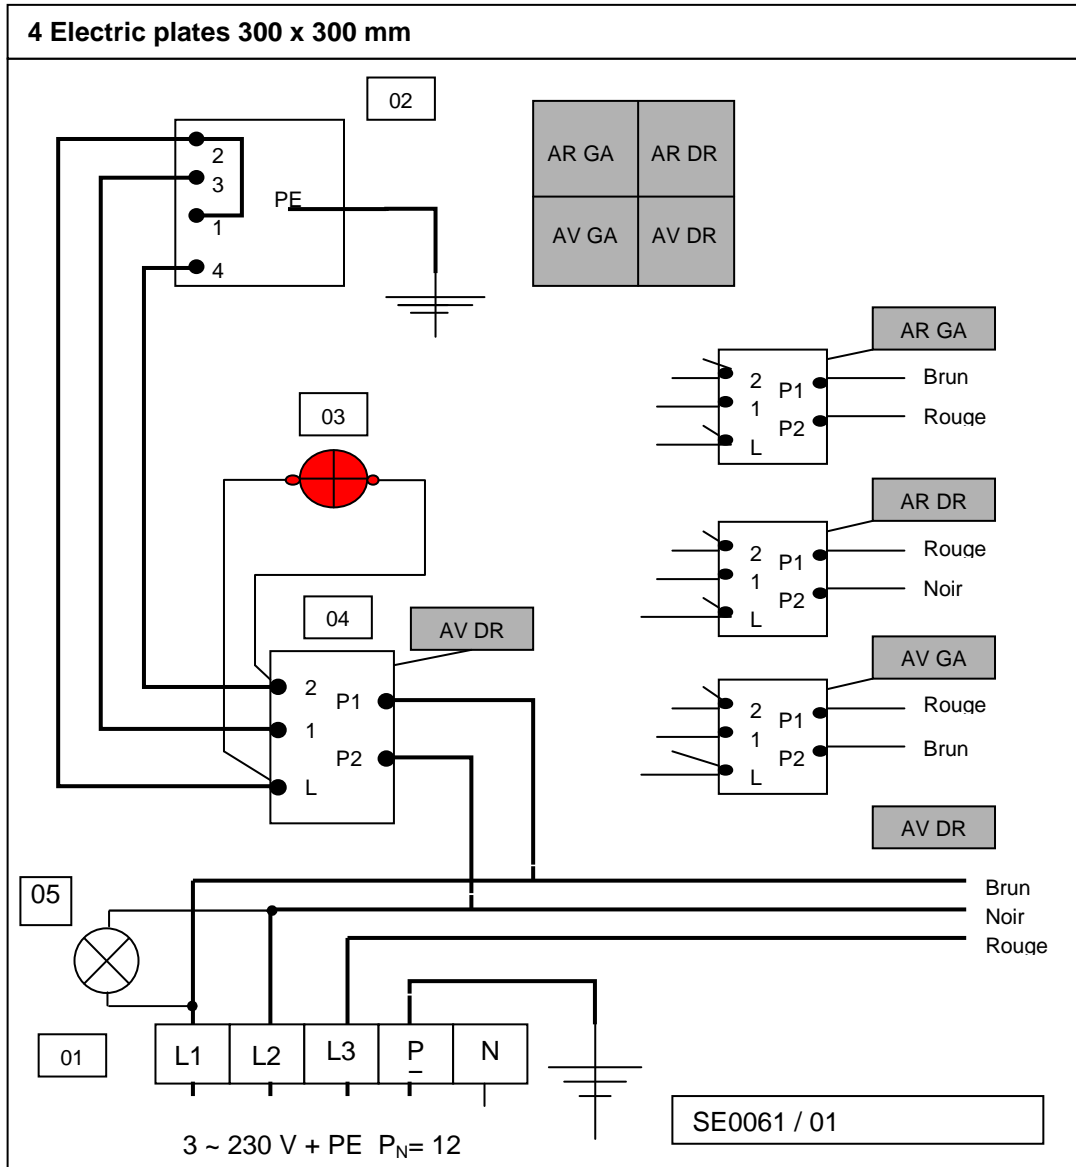 4 Electric plates 300 x 300 mm
02
2
3
1
4
PE
AR GA AR DR
AV GA AV DR
AR GA
2 P1 Brun
1
P2 Rouge
L
03
AR DR
2 P1 Rouge
1
P2 Noir
L
04
AV DR
2
P1
1
P2
L
AV GA
2 P1 Rouge
1
P2 Brun
L
AV DR
05
Brun
Noir
Rouge
01
L1 L2 L3 P N
3 ~ 230 V + PE PN= 12
SE0061 / 01